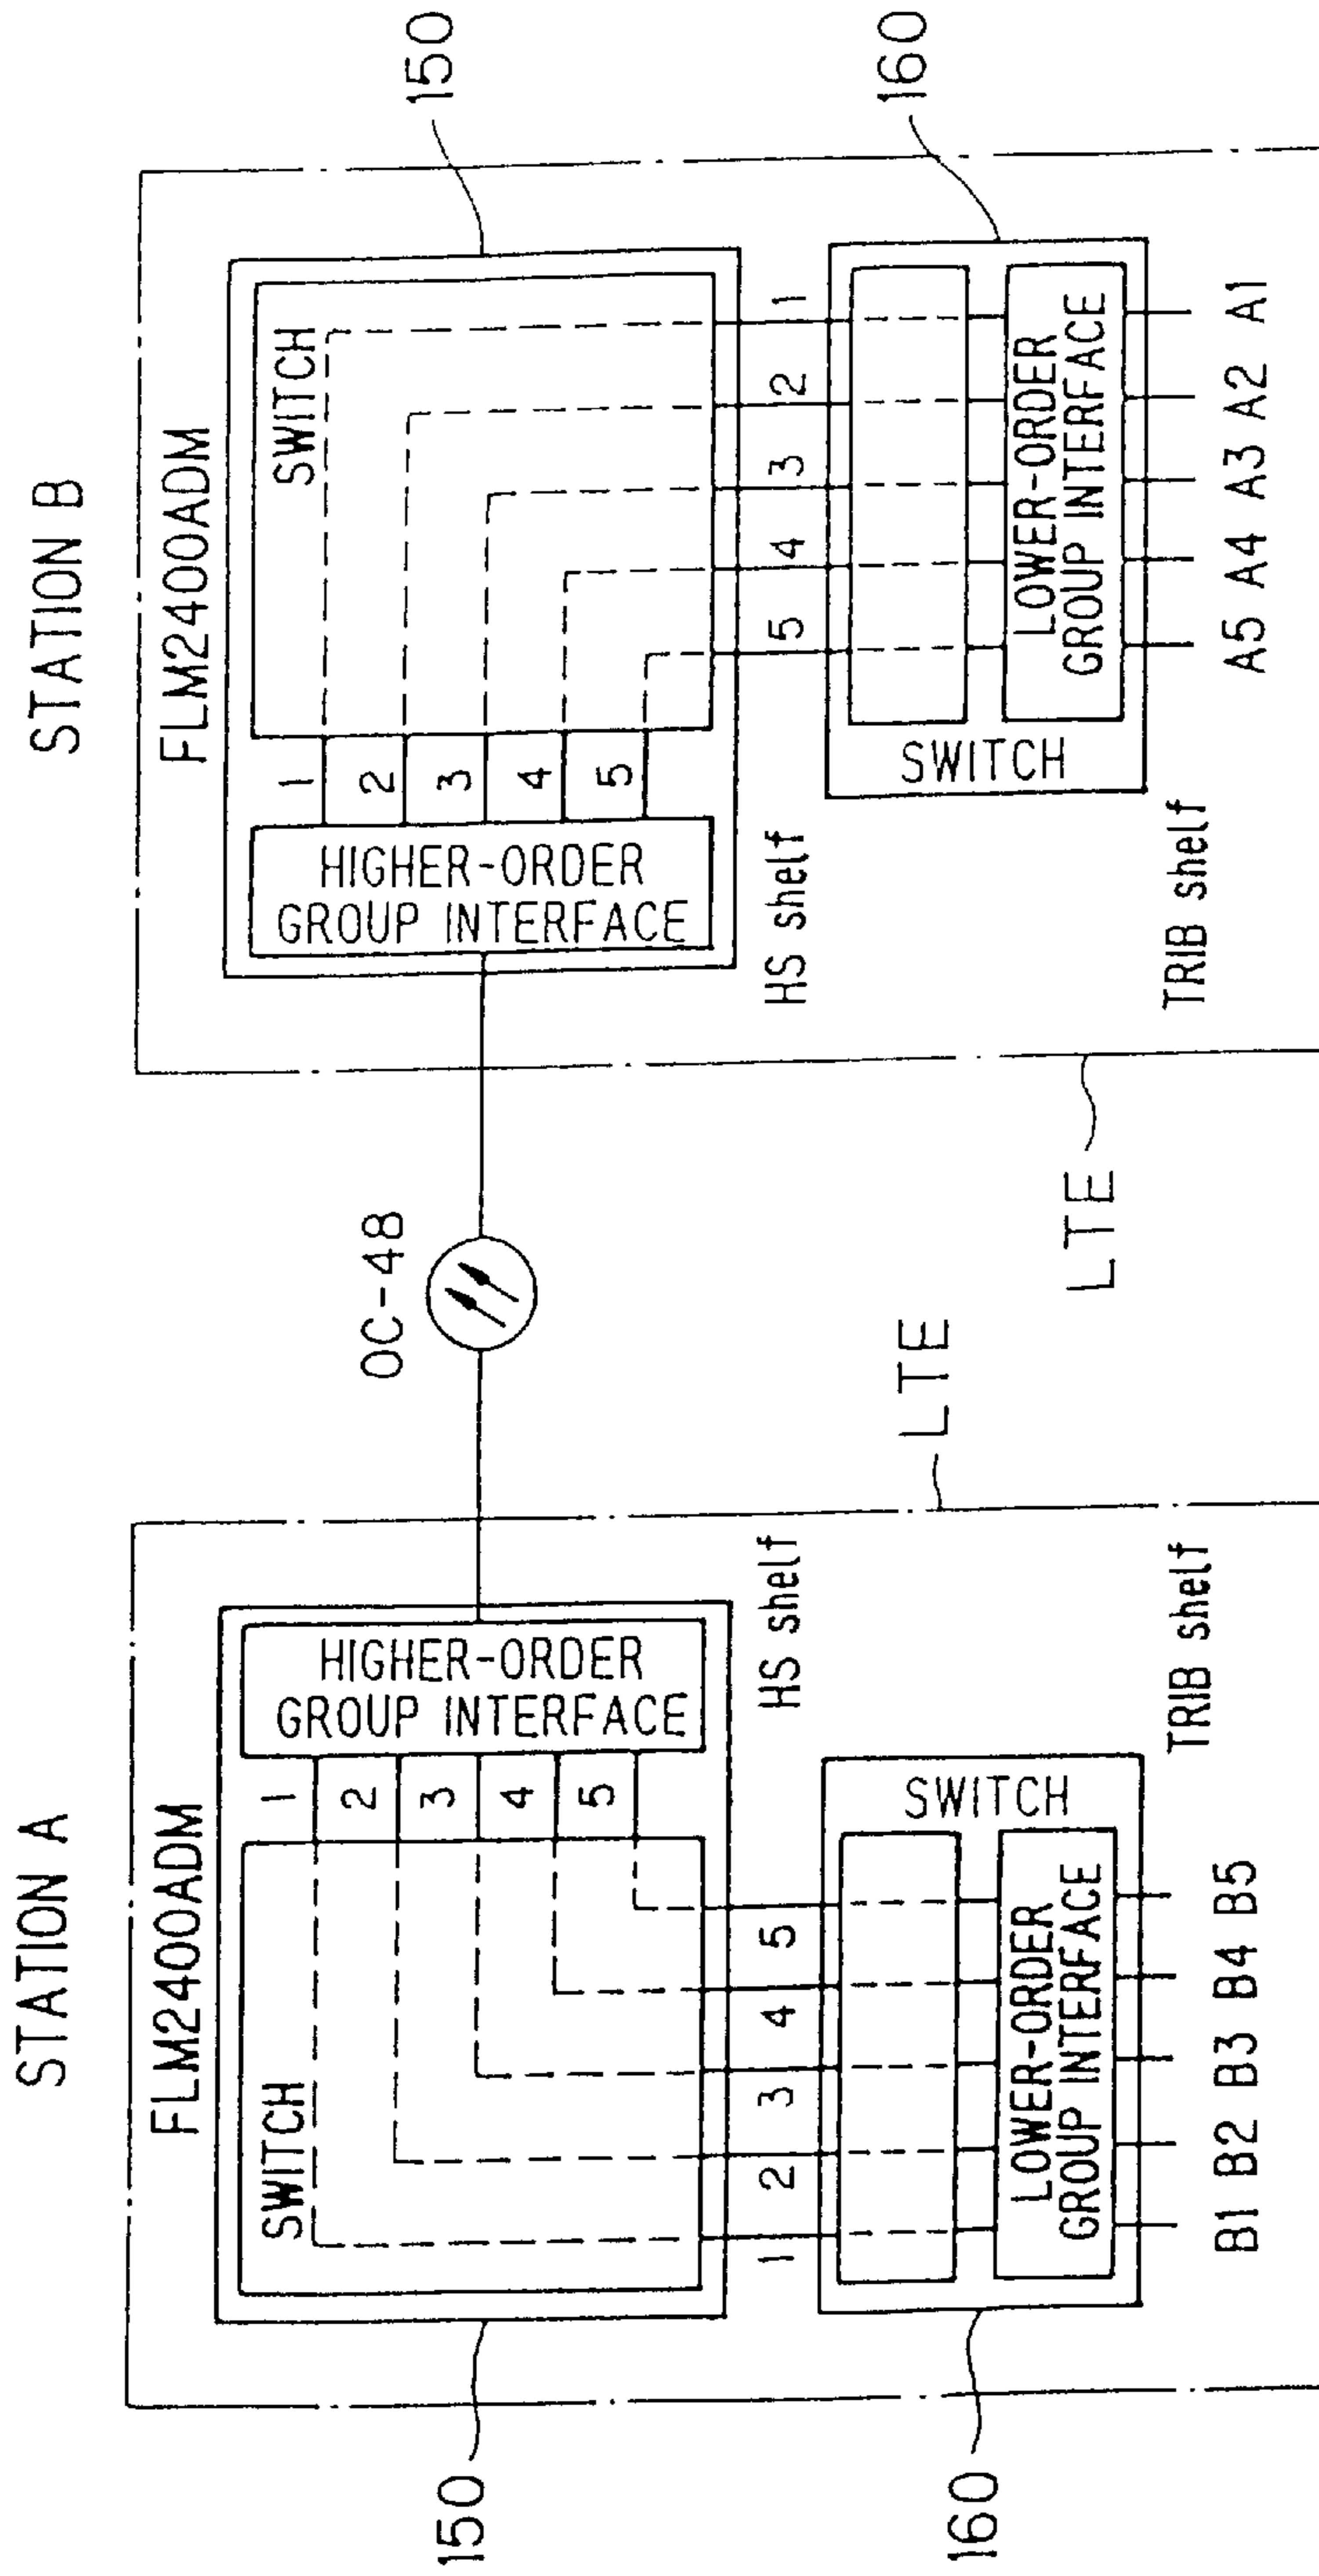 STATION A
FLM2400ADM
SWITCH
1
2
3
4
5
HIGHER-ORDER
GROUP INTERFACE
150
HS shelf
1 2 3 4 5
SWITCH
LOWER-ORDER
GROUP INTERFACE
160
TRIB shelf
B1 B2 B3 B4 B5
LTE
OC-48
STATION B
FLM2400ADM
HIGHER-ORDER
GROUP INTERFACE
1
2
3
4
5
SWITCH
150
HS shelf
5 4 3 2 1
SWITCH
LOWER-ORDER
GROUP INTERFACE
160
TRIB shelf
A5 A4 A3 A2 A1
LTE